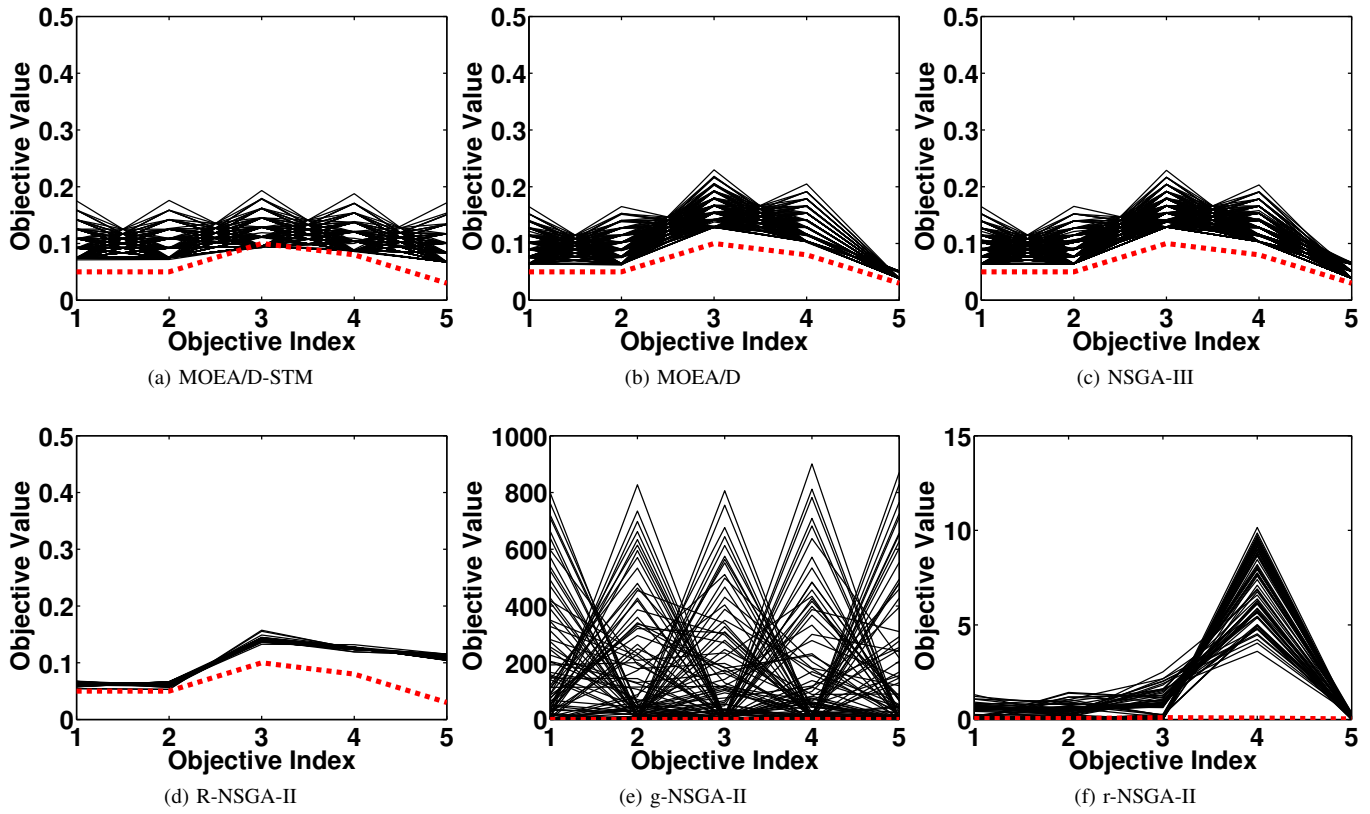 0.5
0.4
0.3
0.2
0.1
0
Objective Value
1 2 3 4 5
Objective Index
(a) MOEA/D-STM
0.5
0.4
0.3
0.2
0.1
0
Objective Value
1 2 3 4 5
Objective Index
(b) MOEA/D
0.5
0.4
0.3
0.2
0.1
0
Objective Value
1 2 3 4 5
Objective Index
(c) NSGA-III
0.5
0.4
0.3
0.2
0.1
0
Objective Value
1 2 3 4 5
Objective Index
(d) R-NSGA-II
1000
800
600
400
200
0
Objective Value
1 2 3 4 5
Objective Index
(e) g-NSGA-II
15
10
5
0
Objective Value
1 2 3 4 5
Objective Index
(f) r-NSGA-II